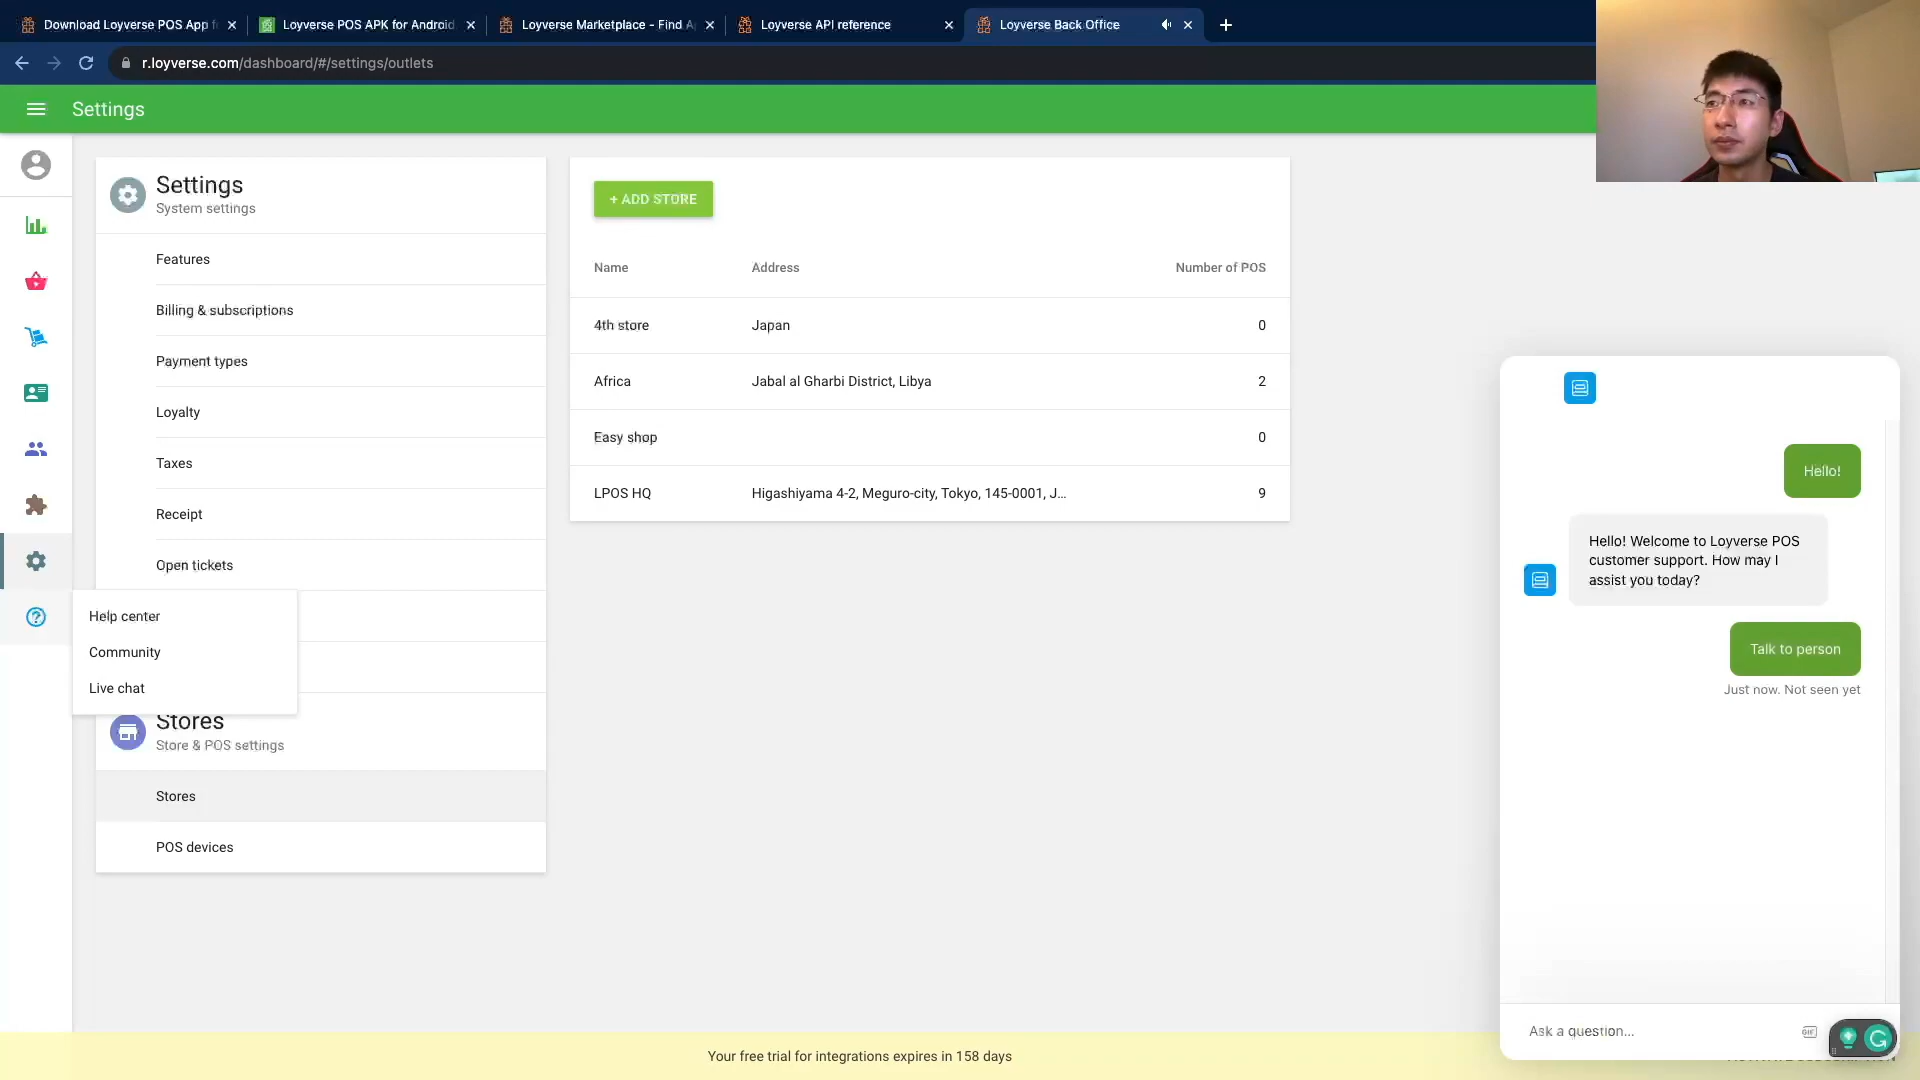 Download Loyverse POS App f
Loyverse POS APK for Android
Loyverse Marketplace - Find A
Loyverse API reference
Loyverse Back Office
r.loyverse.com/dashboard/#/settings/outlets
Settings
Settings
System settings
Features
Billing & subscriptions
Payment types
Loyalty
Taxes
Receipt
Open tickets
Help center
Community
Live chat
Stores
Store & POS settings
Stores
POS devices
+ ADD STORE
Name Address Number of POS
4th store Japan 0
Africa Jabal al Gharbi District, Libya 2
Easy shop 0
LPOS HQ Higashiyama 4-2, Meguro-city, Tokyo, 145-0001, J... 9
Hello!
Hello! Welcome to Loyverse POS
customer support. How may I
assist you today?
Talk to person
Just now. Not seen yet
Ask a question...
GIF
Your free trial for integrations expires in 158 days